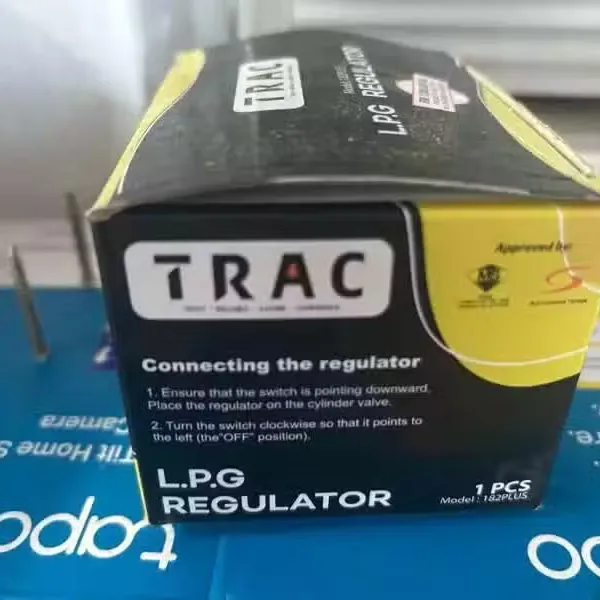 TRAC
L.P.G REGULATOR
TRAC
Approved by:
Connecting the regulator
1. Ensure that the switch is pointing downward.
Place the regulator on the cylinder valve.
2. Turn the switch clockwise so that it points to
the left (the"OFF" position).
L.P.G
REGULATOR
1 PCS
Model: 182PLUS
Tilt Home S
Camera
tapo